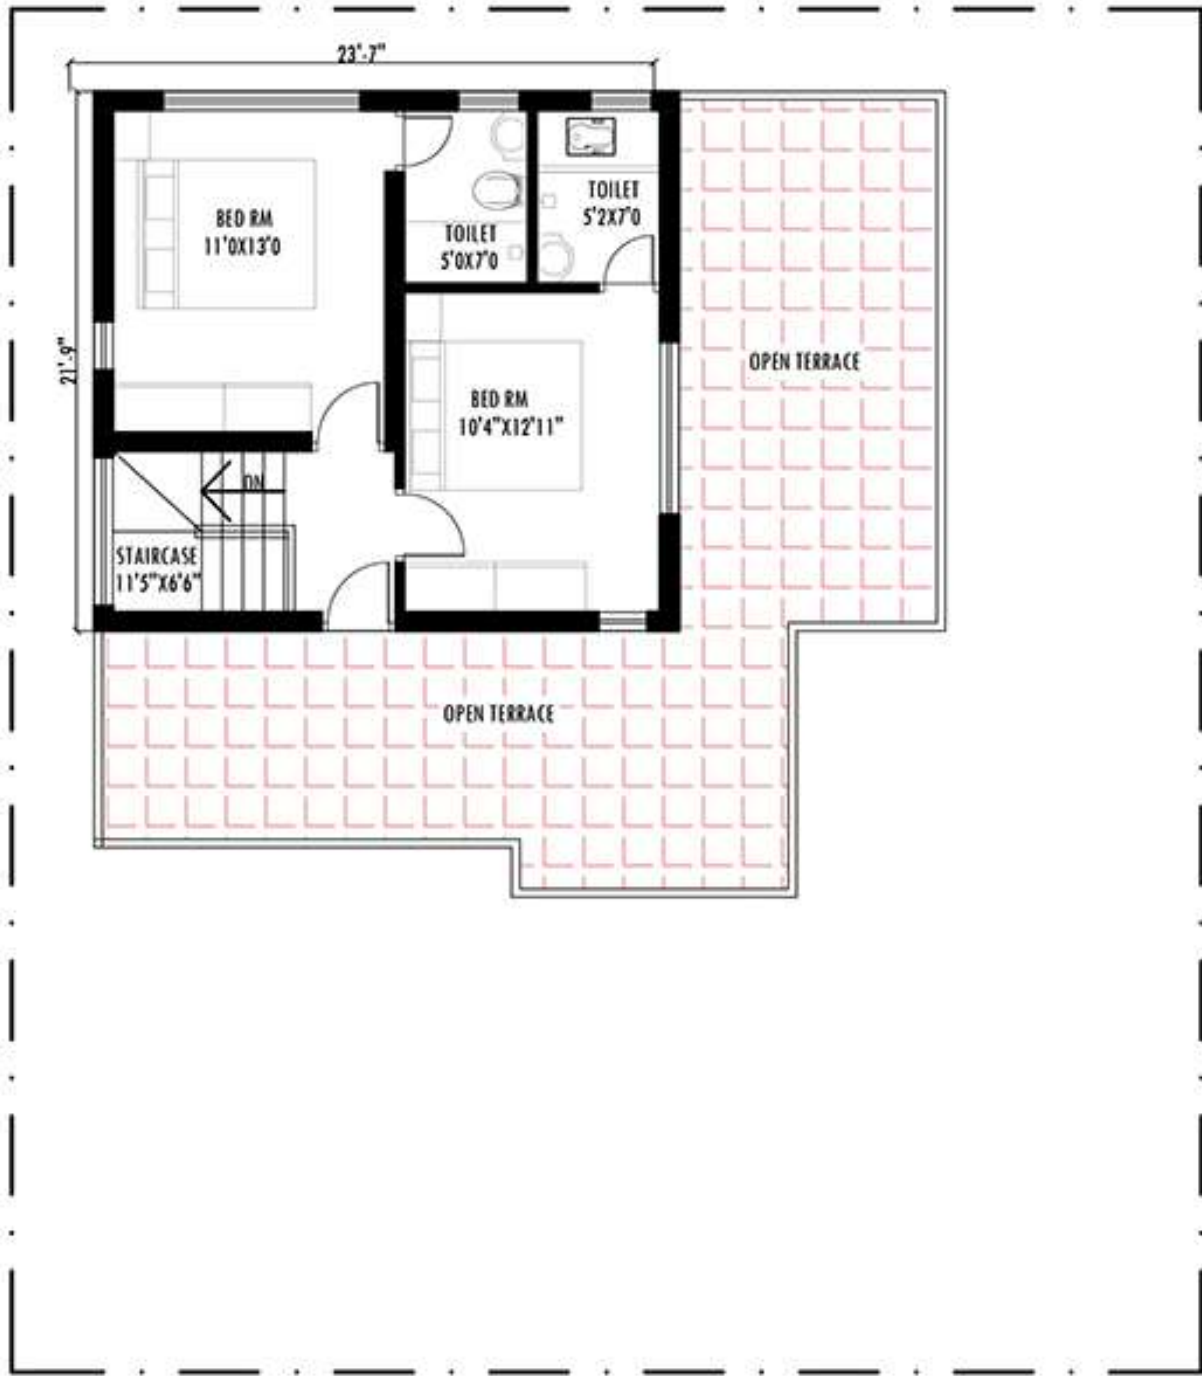 23'-7"
BED RM
11'0X13'0
TOILET
5'0X7'0
TOILET
5'2X7'0
21'-9"
BED RM
10'4"X12'11"
OPEN TERRACE
DN
STAIRCASE
11'5"X6'6"
OPEN TERRACE